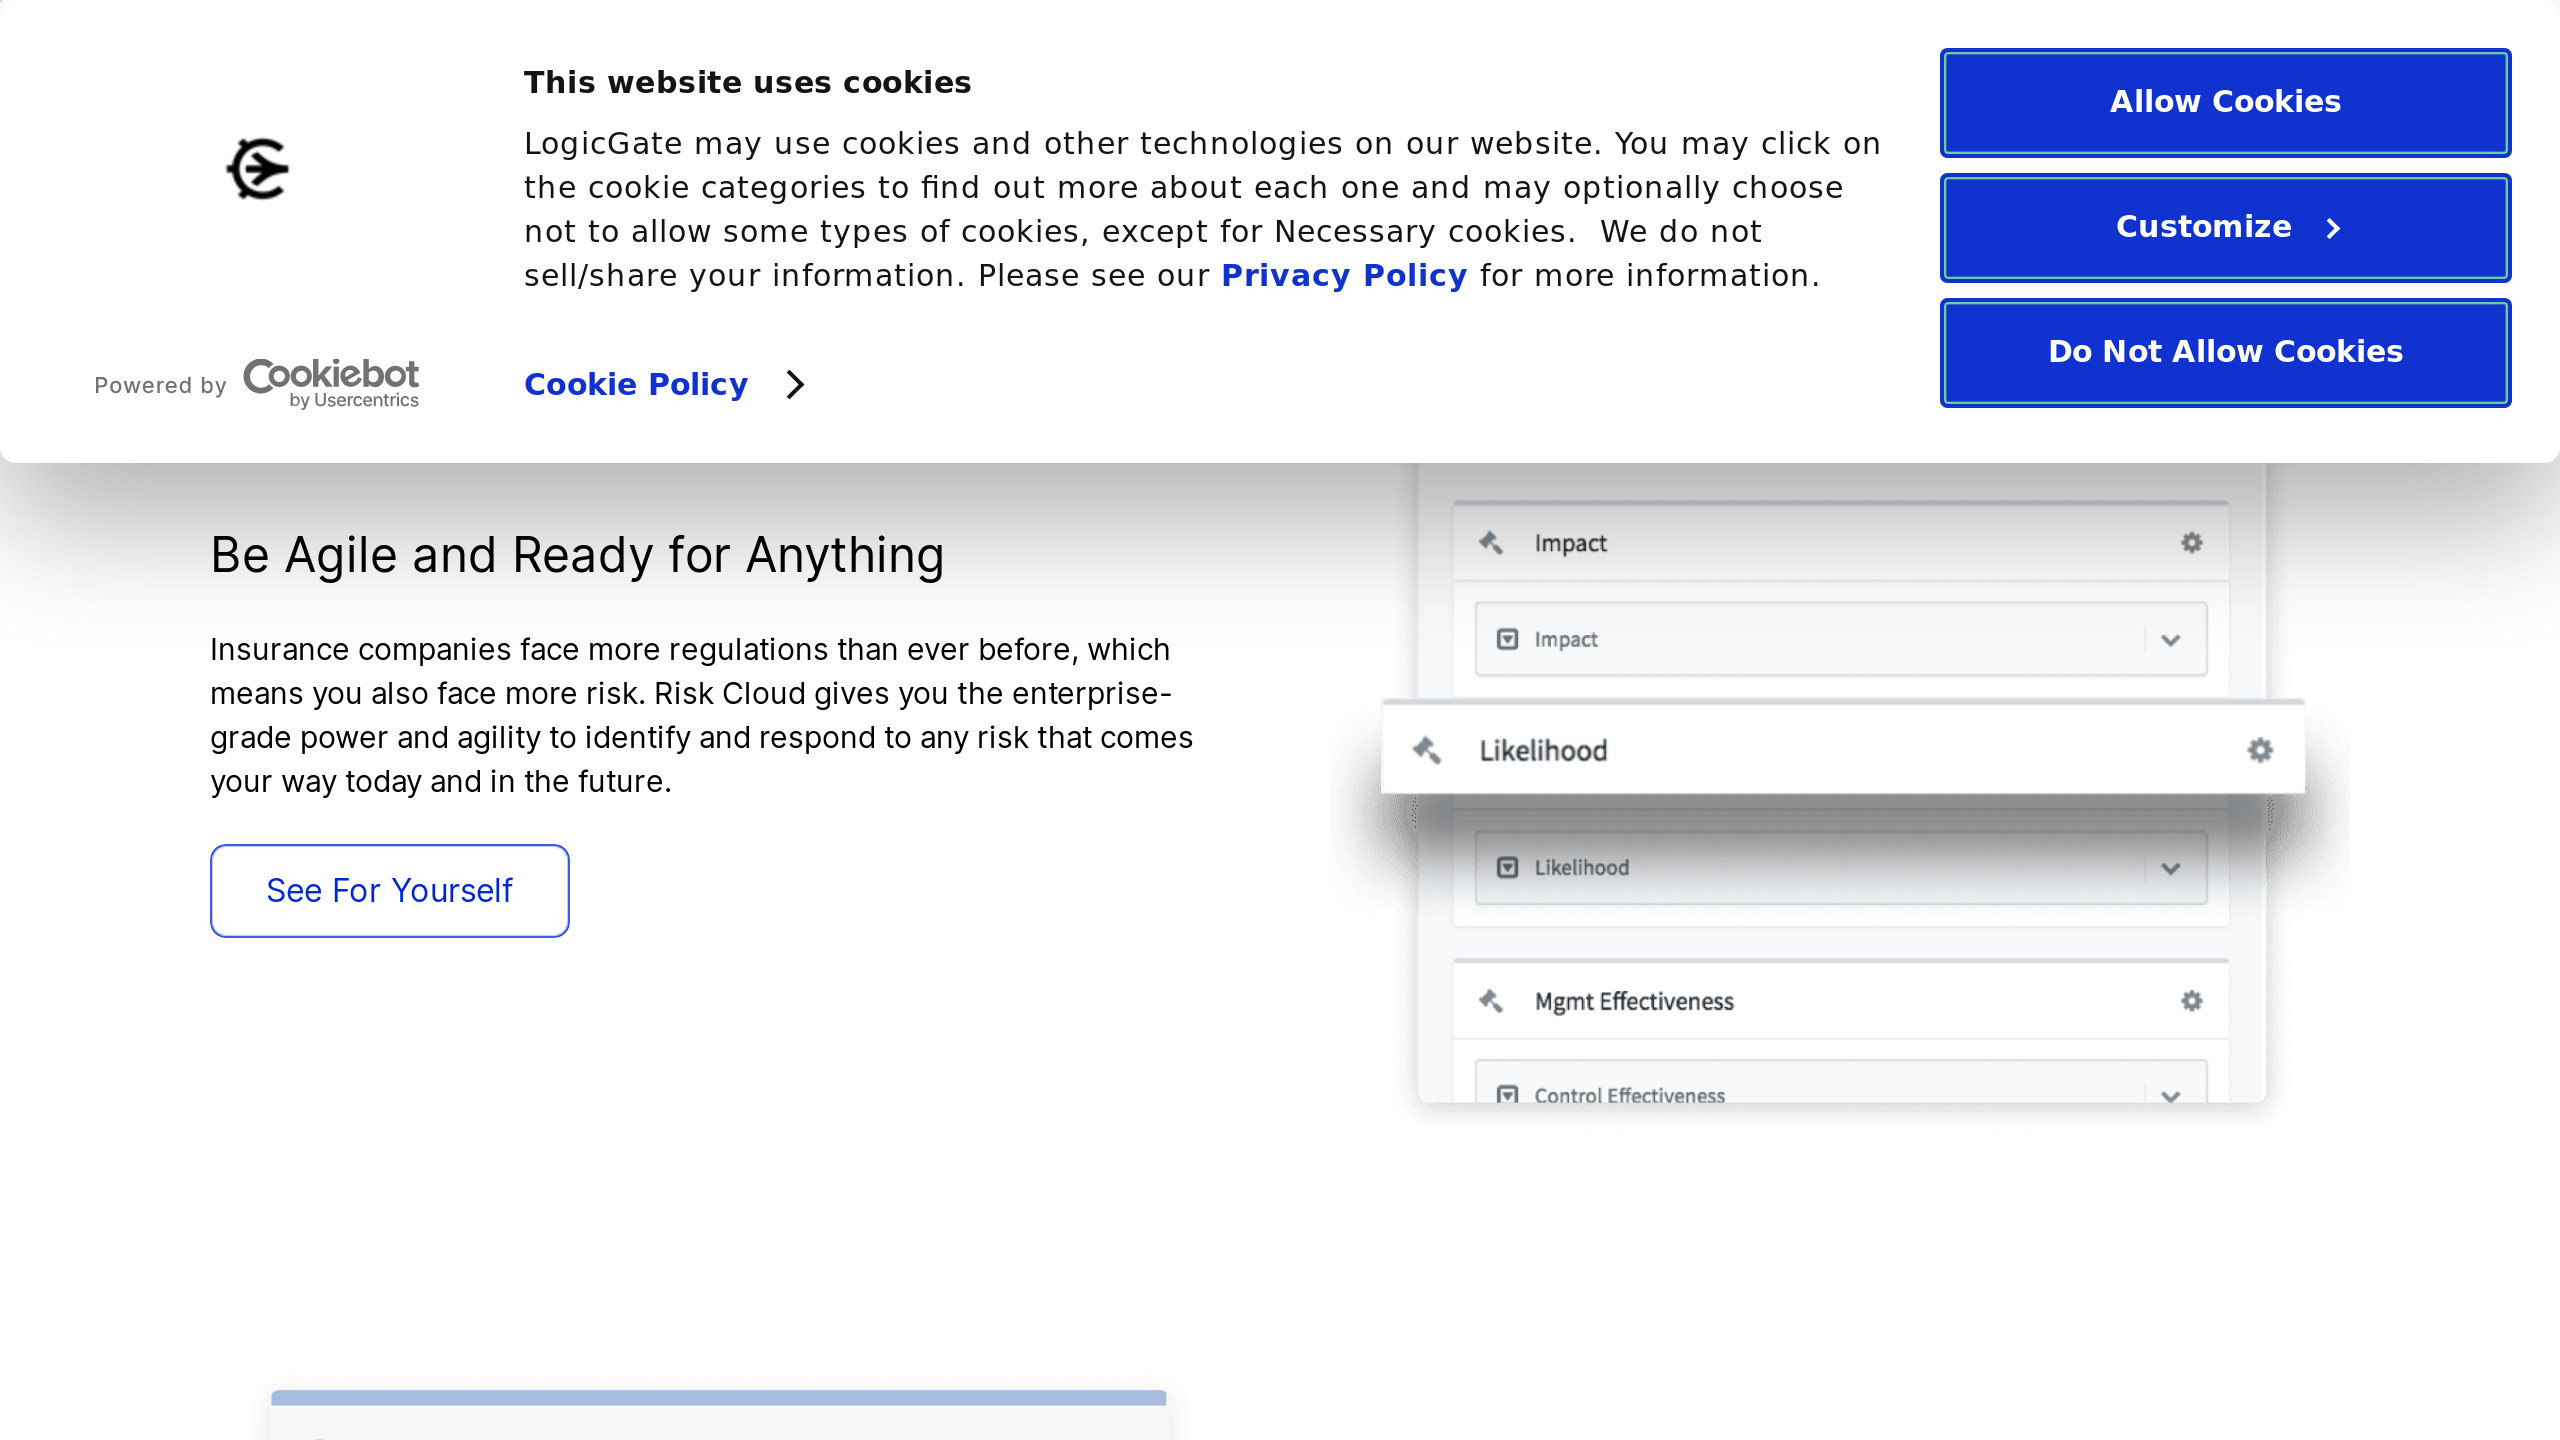 This website uses cookies
LogicGate may use cookies and other technologies on our website. You may click on
the cookie categories to find out more about each one and may optionally choose
not to allow some types of cookies, except for Necessary cookies.  We do not
sell/share your information. Please see our Privacy Policy for more information.
Powered by Cookiebot
by Usercentrics
Cookie Policy
Allow Cookies
Customize
Do Not Allow Cookies
Be Agile and Ready for Anything
Insurance companies face more regulations than ever before, which
means you also face more risk. Risk Cloud gives you the enterprise-
grade power and agility to identify and respond to any risk that comes
your way today and in the future.
See For Yourself
Impact
Impact
Likelihood
Likelihood
Mgmt Effectiveness
Control Effectiveness